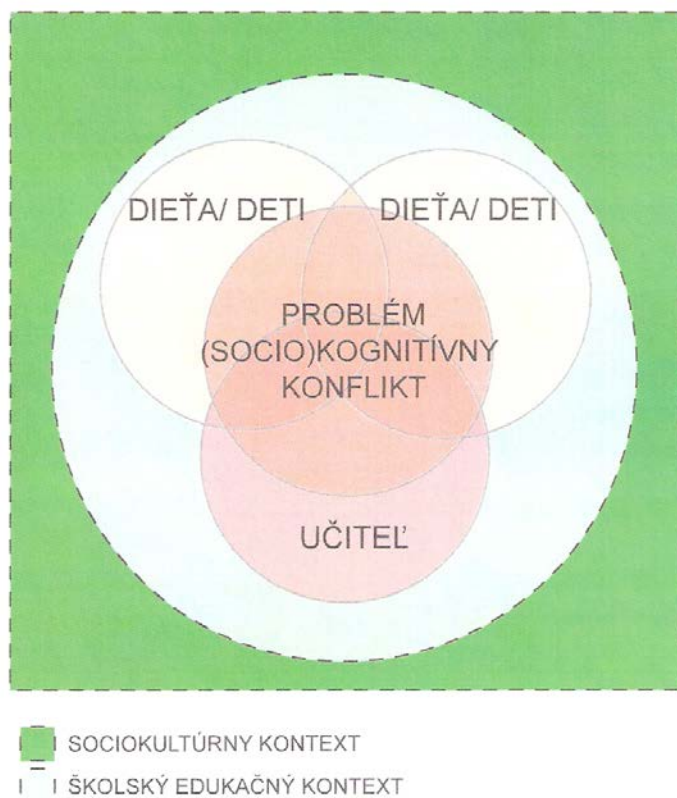 DIEŤA/ DETI DIEŤA/ DETI
PROBLÉM
(SOCIO)KOGNITÍVNY
KONFLIKT
UČITEĽ
SOCIOKULTÚRNY KONTEXT
ŠKOLSKÝ EDUKAČNÝ KONTEXT